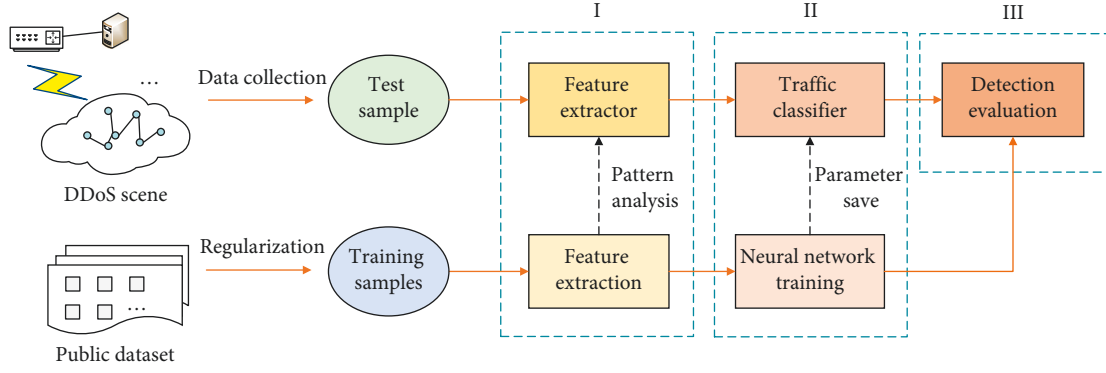 I
II
III
...
Data collection
Test
sample
Feature
extractor
Traffic
classifier
Detection
evaluation
DDoS scene
Pattern
analysis
Parameter
save
Regularization
Training
samples
Feature
extraction
Neural network
training
...
Public dataset